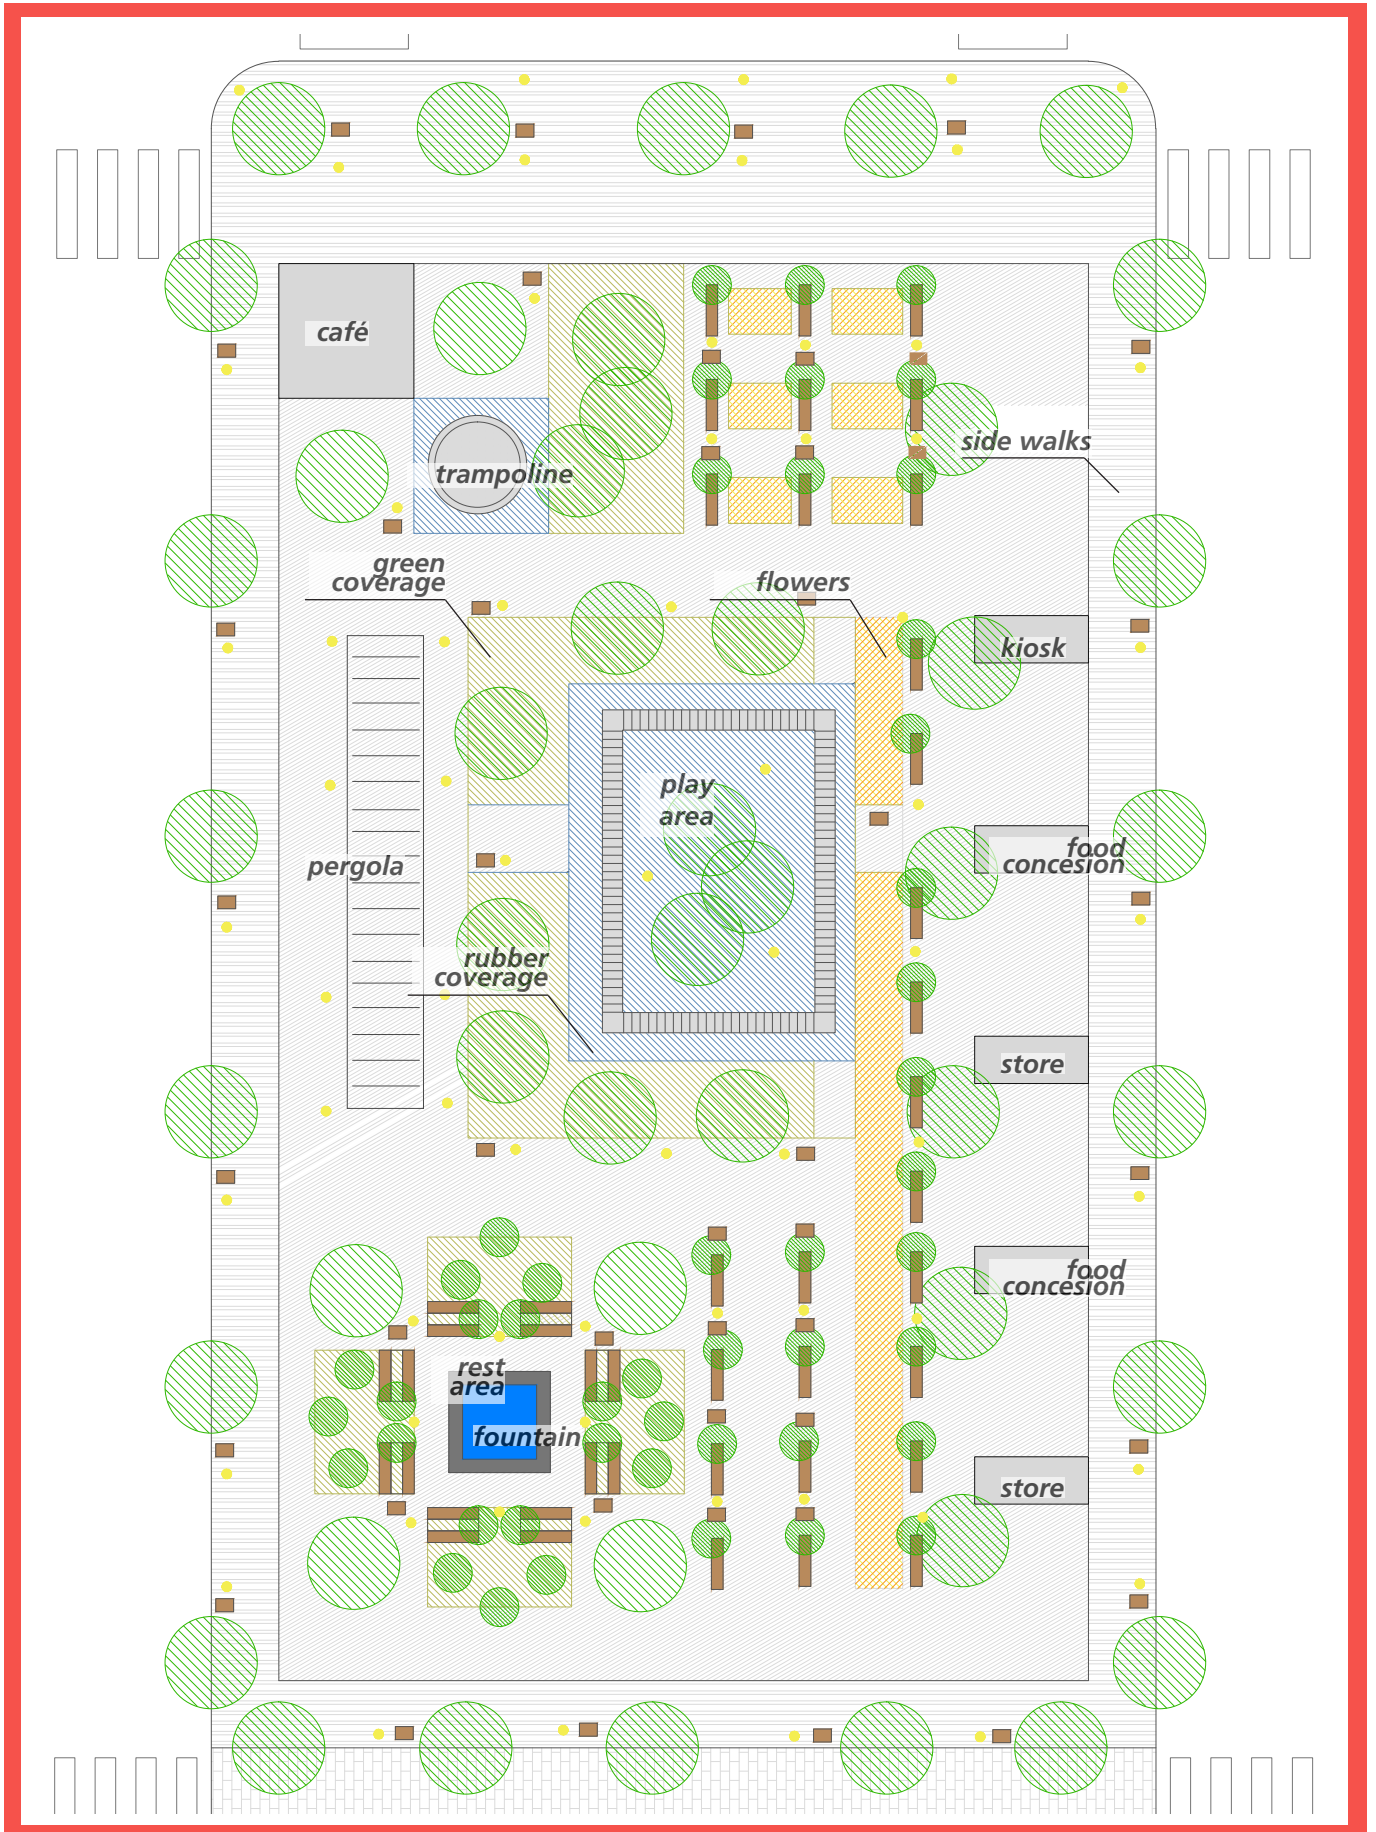 café
side walks
trampoline
green
coverage
flowers
kiosk
play
area
food
concesion
pergola
rubber
coverage
store
food
concesion
rest
area
fountain
store